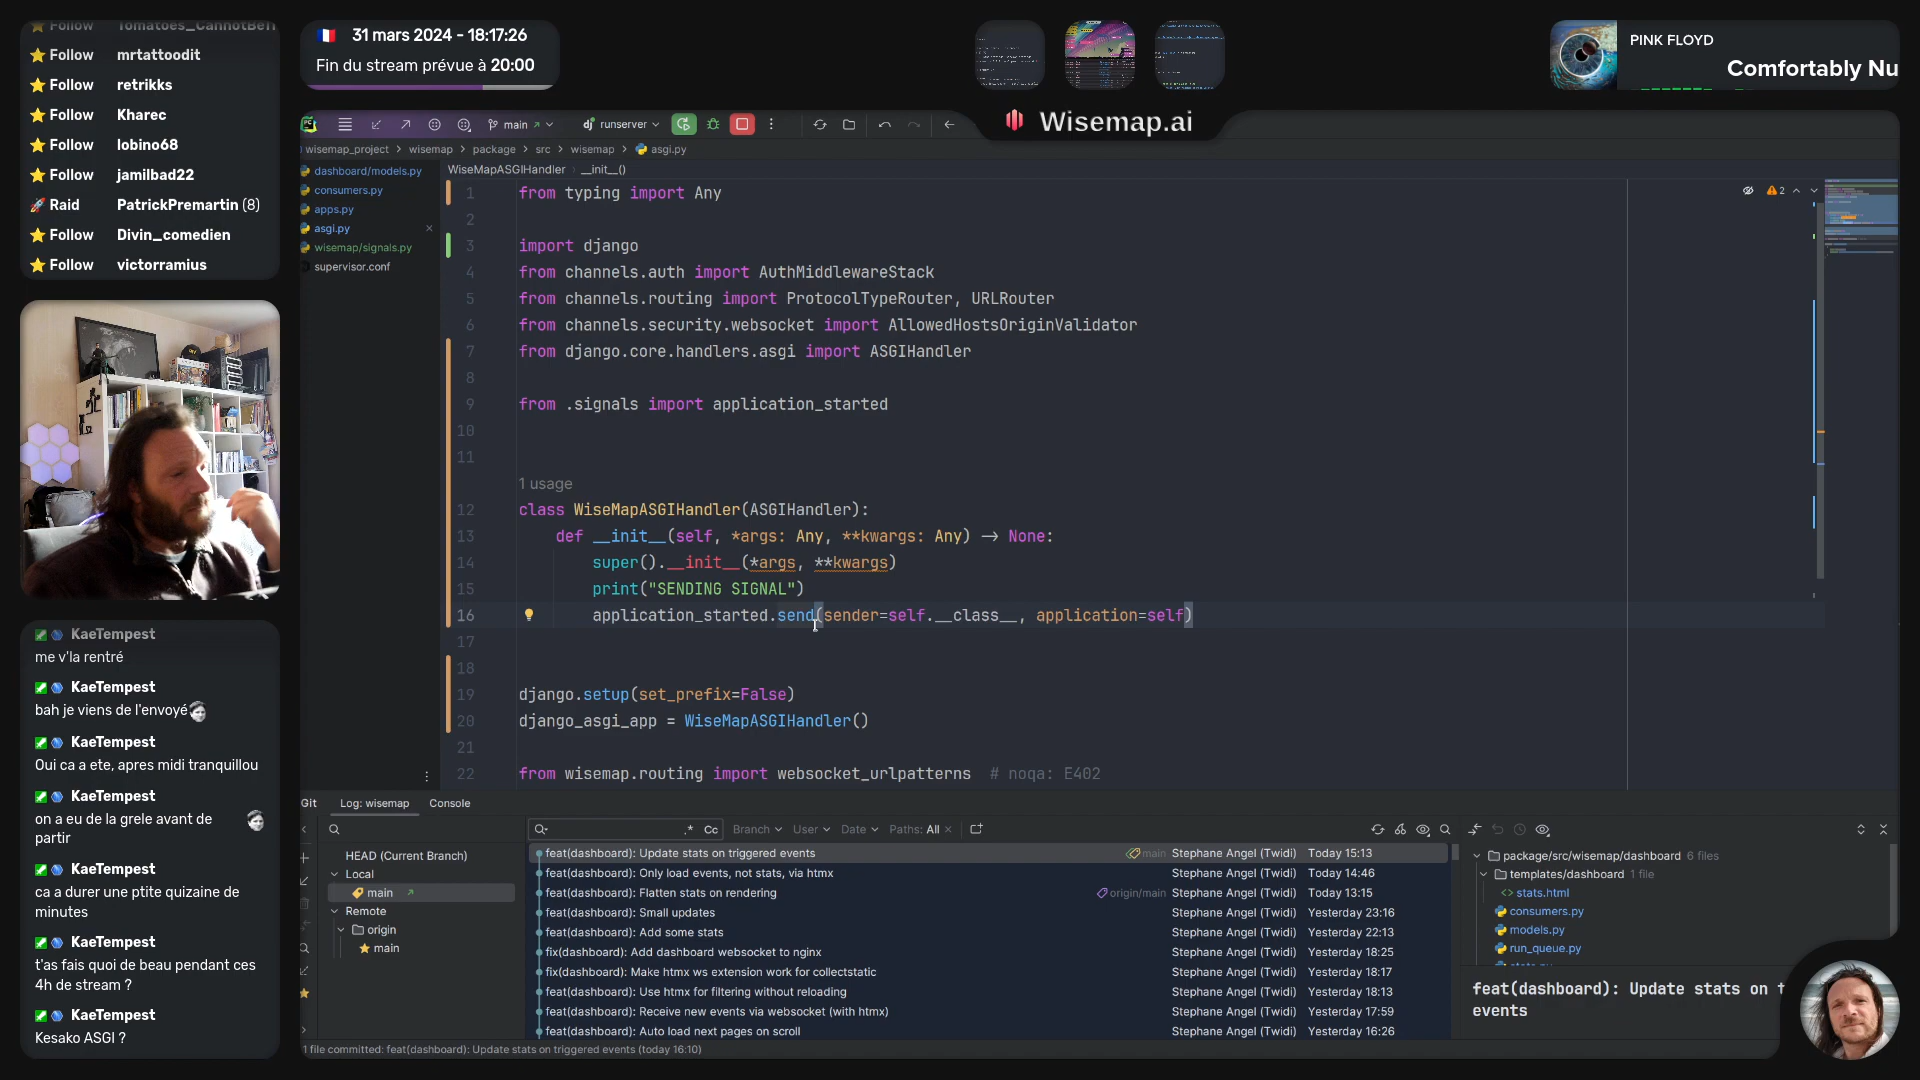 Follow Tomatoes_CannotBeH
Follow mrtattoodit
Follow retrikks
Follow Kharec
Follow lobino68
Follow jamilbad22
Raid PatrickPremartin (8)
Follow Divin_comedien
Follow victorramius
31 mars 2024 - 18:17:26
Fin du stream prévue à 20:00
PINK FLOYD
Comfortably Nu
Wisemap.ai
main
runserver
wisemap_project > wisemap > package > src > wisemap > asgi.py
dashboard/models.py
consumers.py
apps.py
asgi.py
wisemap/signals.py
supervisor.conf
WiseMapASGIHandler > __init__()
2
1 from typing import Any
2
3 import django
4 from channels.auth import AuthMiddlewareStack
5 from channels.routing import ProtocolTypeRouter, URLRouter
6 from channels.security.websocket import AllowedHostsOriginValidator
7 from django.core.handlers.asgi import ASGIHandler
8
9 from .signals import application_started
10
11
1 usage
12 class WiseMapASGIHandler(ASGIHandler):
13 def __init__(self, *args: Any, **kwargs: Any) -> None:
14 super().__init__(*args, **kwargs)
15 print("SENDING SIGNAL")
16 application_started.send(sender=self.__class__, application=self)
17
18
19 django.setup(set_prefix=False)
20 django_asgi_app = WiseMapASGIHandler()
21
22 from wisemap.routing import websocket_urlpatterns # noqa: E402
KaeTempest
me v'la rentré
KaeTempest
bah je viens de l'envoyé
KaeTempest
Oui ca a ete, apres midi tranquillou
KaeTempest
on a eu de la grele avant de
partir
KaeTempest
ca a durer une ptite quizaine de
minutes
KaeTempest
t'as fais quoi de beau pendant ces
4h de stream ?
KaeTempest
Kesako ASGI ?
Git Log: wisemap Console
.* Cc Branch User Date Paths: All
HEAD (Current Branch)
Local
main
Remote
origin
main
feat(dashboard): Update stats on triggered events main Stephane Angel (Twidi) Today 15:13
feat(dashboard): Only load events, not stats, via htmx Stephane Angel (Twidi) Today 14:46
feat(dashboard): Flatten stats on rendering origin/main Stephane Angel (Twidi) Today 13:15
feat(dashboard): Small updates Stephane Angel (Twidi) Yesterday 23:16
feat(dashboard): Add some stats Stephane Angel (Twidi) Yesterday 22:13
fix(dashboard): Add dashboard websocket to nginx Stephane Angel (Twidi) Yesterday 18:25
fix(dashboard): Make htmx ws extension work for collectstatic Stephane Angel (Twidi) Yesterday 18:17
feat(dashboard): Use htmx for filtering without reloading Stephane Angel (Twidi) Yesterday 18:13
feat(dashboard): Receive new events via websocket (with htmx) Stephane Angel (Twidi) Yesterday 17:59
feat(dashboard): Auto load next pages on scroll Stephane Angel (Twidi) Yesterday 16:26
package/src/wisemap/dashboard 6 files
templates/dashboard 1 file
stats.html
consumers.py
models.py
run_queue.py
feat(dashboard): Update stats on t
events
1 file committed: feat(dashboard): Update stats on triggered events (today 16:10)